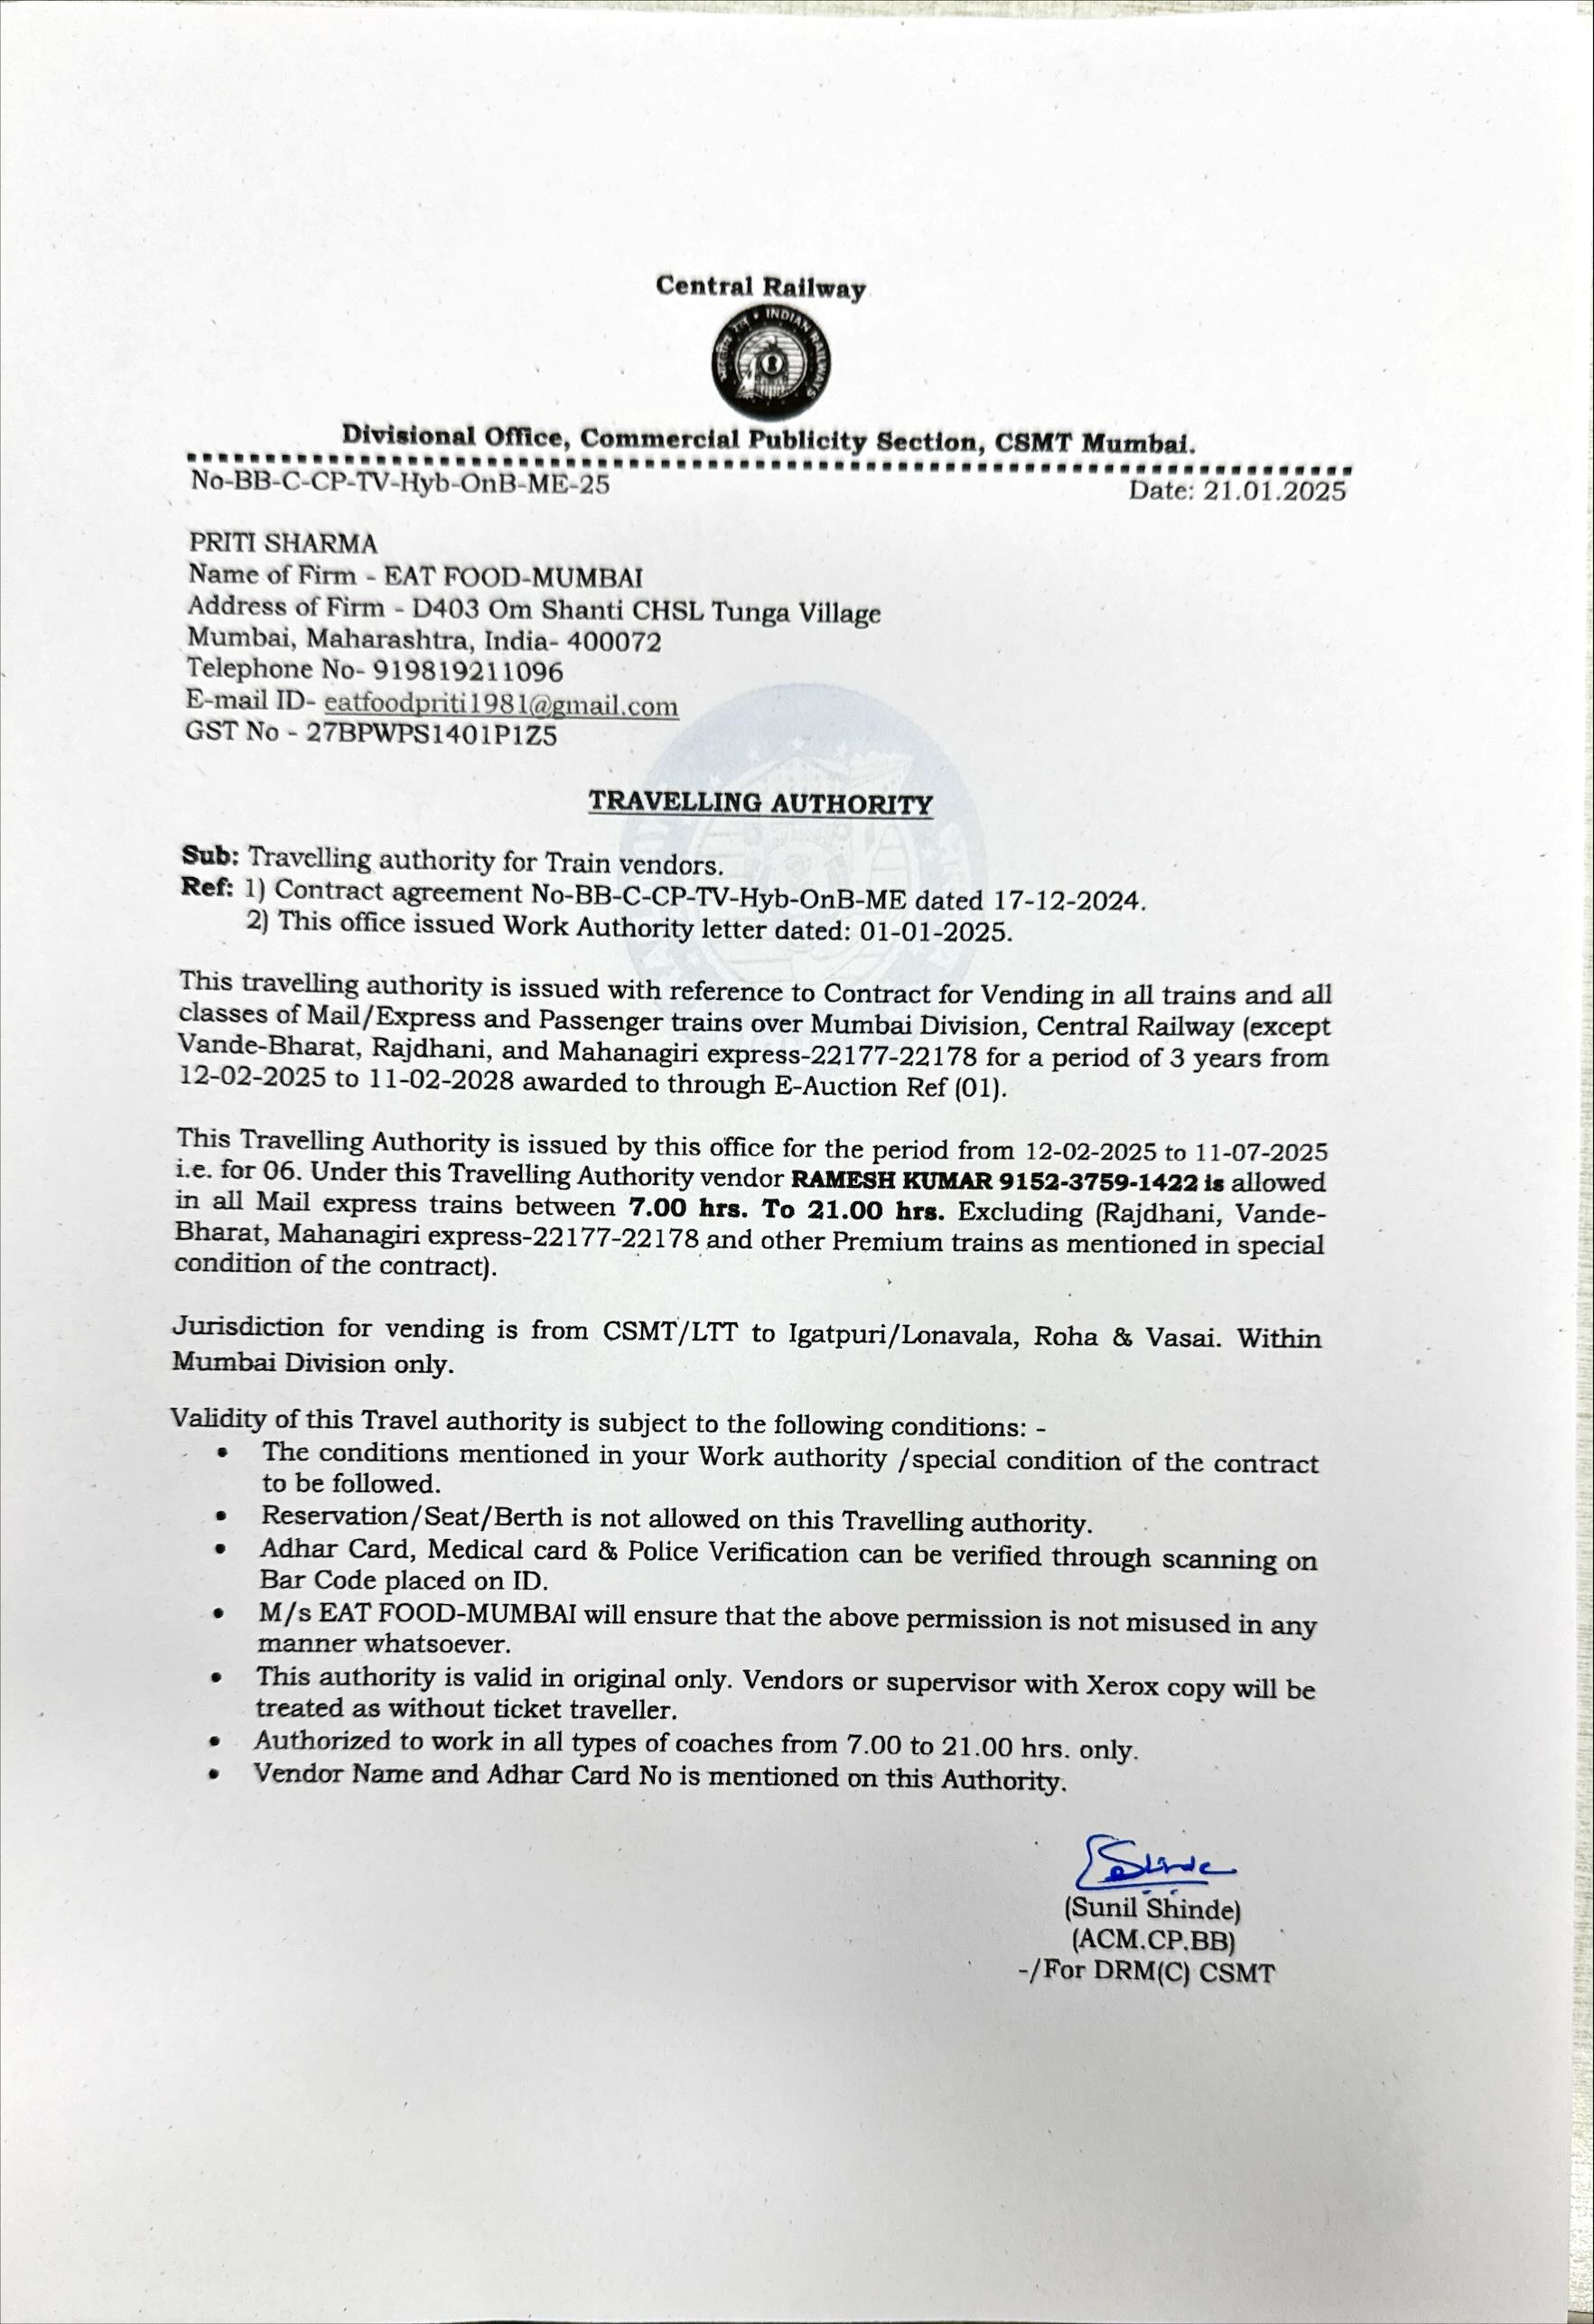 Central Railway
भारतीय रेल • INDIAN RAILWAYS
Divisional Office, Commercial Publicity Section, CSMT Mumbai.
No-BB-C-CP-TV-Hyb-OnB-ME-25 Date: 21.01.2025
PRITI SHARMA
Name of Firm - EAT FOOD-MUMBAI
Address of Firm - D403 Om Shanti CHSL Tunga Village
Mumbai, Maharashtra, India- 400072
Telephone No- 919819211096
E-mail ID- eatfoodpriti1981@gmail.com
GST No - 27BPWPS1401P1Z5
TRAVELLING AUTHORITY
Sub: Travelling authority for Train vendors.
Ref: 1) Contract agreement No-BB-C-CP-TV-Hyb-OnB-ME dated 17-12-2024.
2) This office issued Work Authority letter dated: 01-01-2025.
This travelling authority is issued with reference to Contract for Vending in all trains and all
classes of Mail/Express and Passenger trains over Mumbai Division, Central Railway (except
Vande-Bharat, Rajdhani, and Mahanagiri express-22177-22178 for a period of 3 years from
12-02-2025 to 11-02-2028 awarded to through E-Auction Ref (01).
This Travelling Authority is issued by this office for the period from 12-02-2025 to 11-07-2025
i.e. for 06. Under this Travelling Authority vendor RAMESH KUMAR 9152-3759-1422 is allowed
in all Mail express trains between 7.00 hrs. To 21.00 hrs. Excluding (Rajdhani, Vande-
Bharat, Mahanagiri express-22177-22178 and other Premium trains as mentioned in special
condition of the contract).
Jurisdiction for vending is from CSMT/LTT to Igatpuri/Lonavala, Roha & Vasai. Within
Mumbai Division only.
Validity of this Travel authority is subject to the following conditions: -
• The conditions mentioned in your Work authority /special condition of the contract
to be followed.
• Reservation/Seat/Berth is not allowed on this Travelling authority.
• Adhar Card, Medical card & Police Verification can be verified through scanning on
Bar Code placed on ID.
• M/s EAT FOOD-MUMBAI will ensure that the above permission is not misused in any
manner whatsoever.
• This authority is valid in original only. Vendors or supervisor with Xerox copy will be
treated as without ticket traveller.
• Authorized to work in all types of coaches from 7.00 to 21.00 hrs. only.
• Vendor Name and Adhar Card No is mentioned on this Authority.
Shinde
(Sunil Shinde)
(ACM.CP.BB)
-/For DRM(C) CSMT